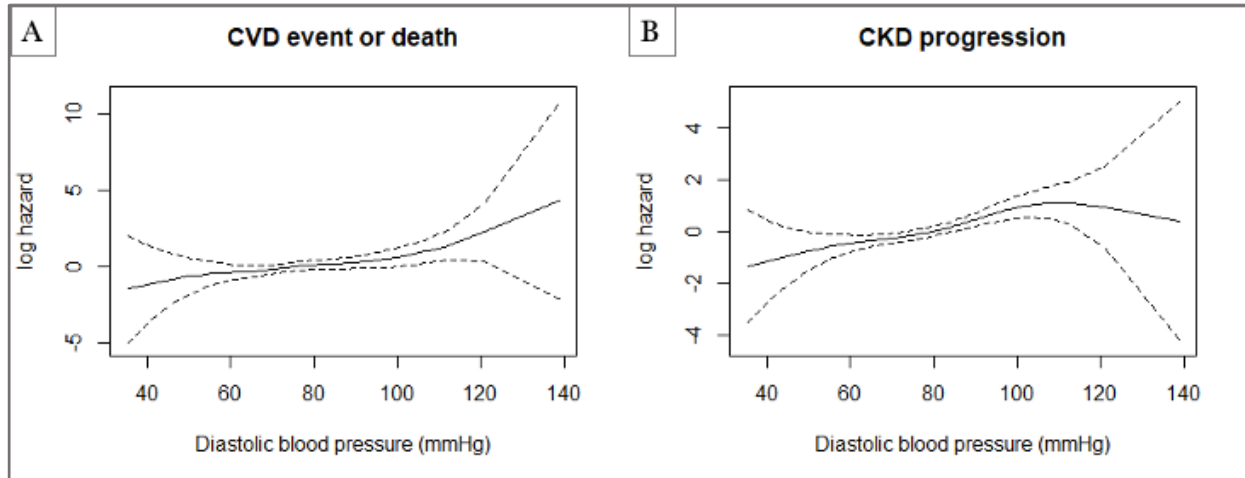 A
CVD event or death
10
5
0
-5
log hazard
40 60 80 100 120 140
Diastolic blood pressure (mmHg)
B
CKD progression
4
2
0
-2
-4
log hazard
40 60 80 100 120 140
Diastolic blood pressure (mmHg)